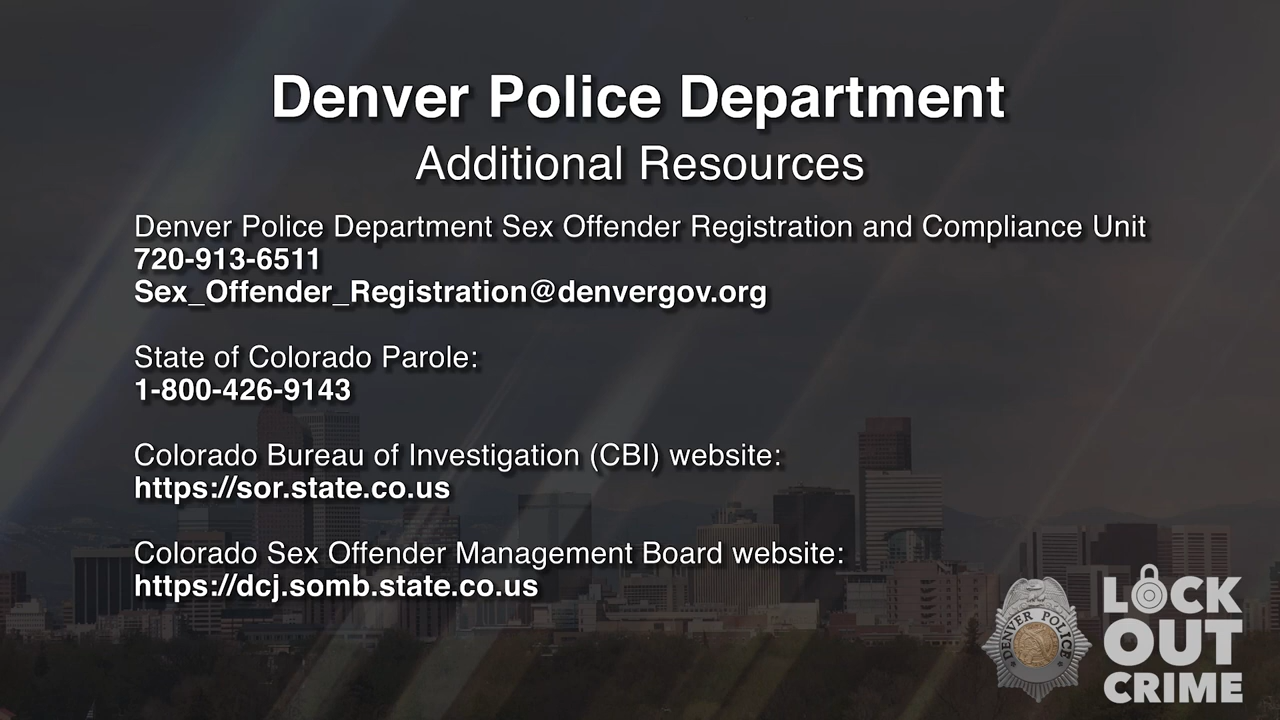 Denver Police Department
Additional Resources
Denver Police Department Sex Offender Registration and Compliance Unit
720-913-6511
Sex_Offender_Registration@denvergov.org
State of Colorado Parole:
1-800-426-9143
Colorado Bureau of Investigation (CBI) website:
https://sor.state.co.us
Colorado Sex Offender Management Board website:
https://dcj.somb.state.co.us
DENVER POLICE
LOCK
OUT
CRIME